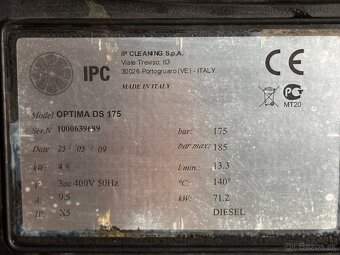 IPC
IP CLEANING S.p.A.
Viale Treviso, 63
30026 Portogruaro (VE) - ITALY
MADE IN ITALY
MT20
Model OPTIMA DS 175
Ser.N 1000639689
Date 25 / 05 / 09
kW: 4.8
3ac 400V 50Hz
A: 9.5
IP: X5
bar: 175
bar max: 185
l/min: 13.3
°C: 140°
kW: 71.2
DIESEL